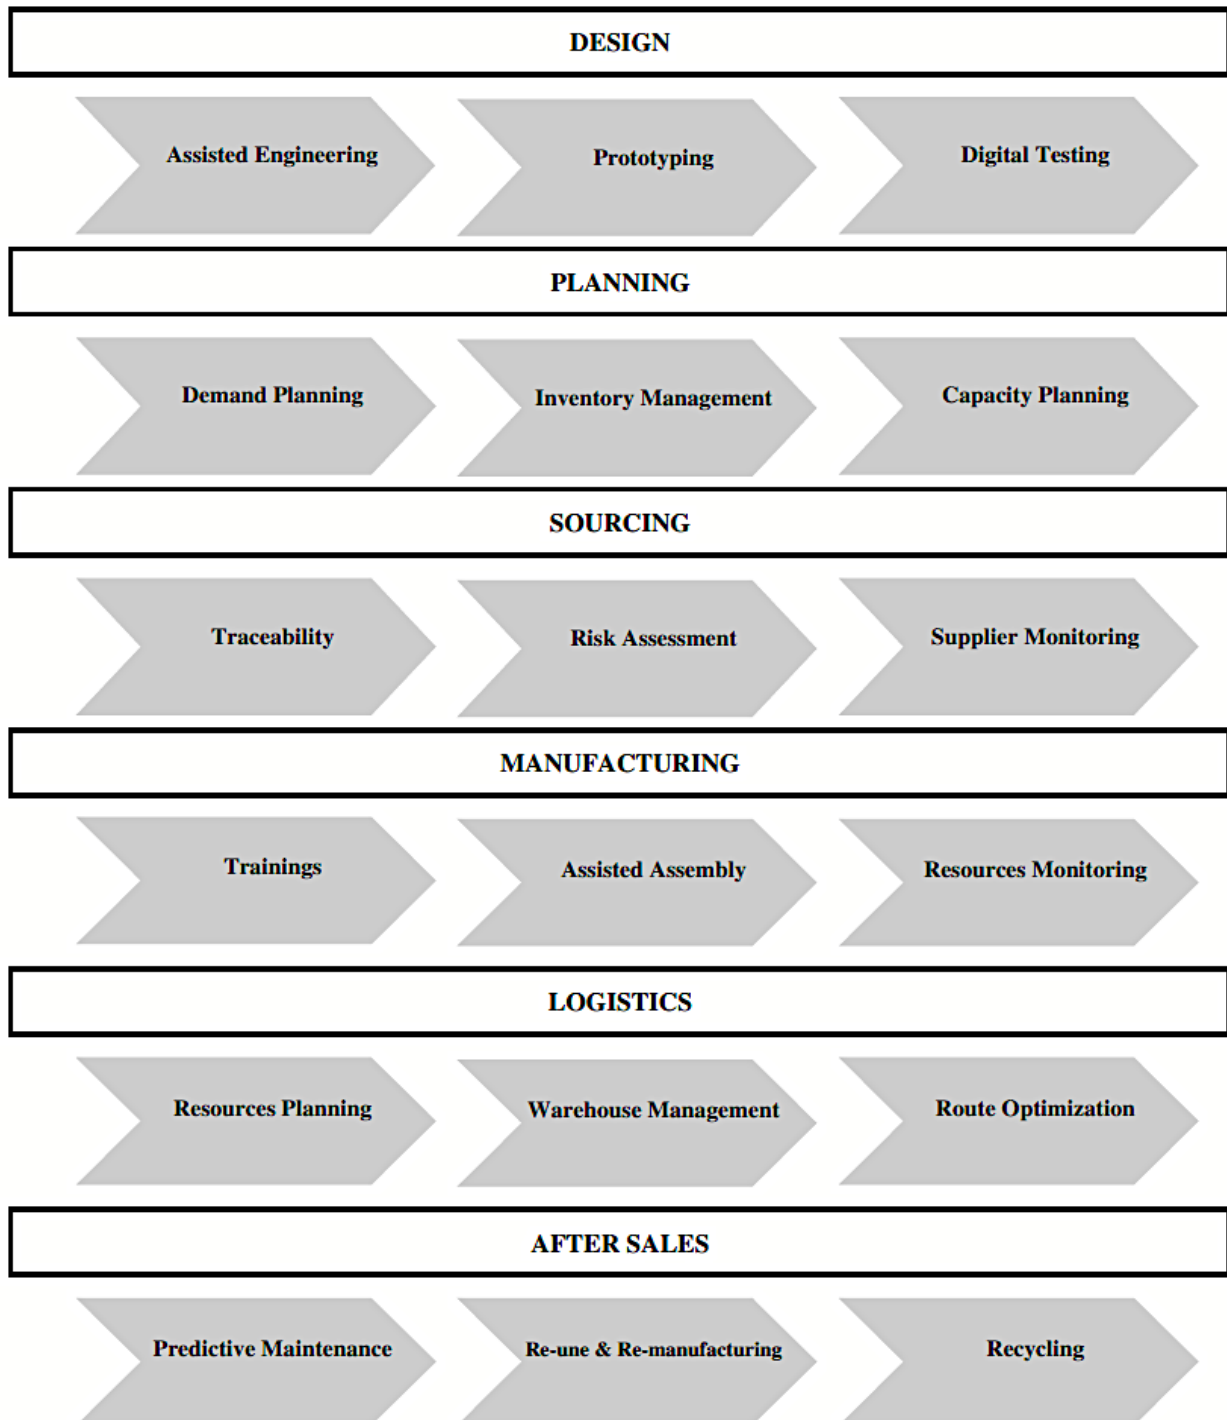 DESIGN
Assisted Engineering
Prototyping
Digital Testing
PLANNING
Demand Planning
Inventory Management
Capacity Planning
SOURCING
Traceability
Risk Assessment
Supplier Monitoring
MANUFACTURING
Trainings
Assisted Assembly
Resources Monitoring
LOGISTICS
Resources Planning
Warehouse Management
Route Optimization
AFTER SALES
Predictive Maintenance
Re-une & Re-manufacturing
Recycling